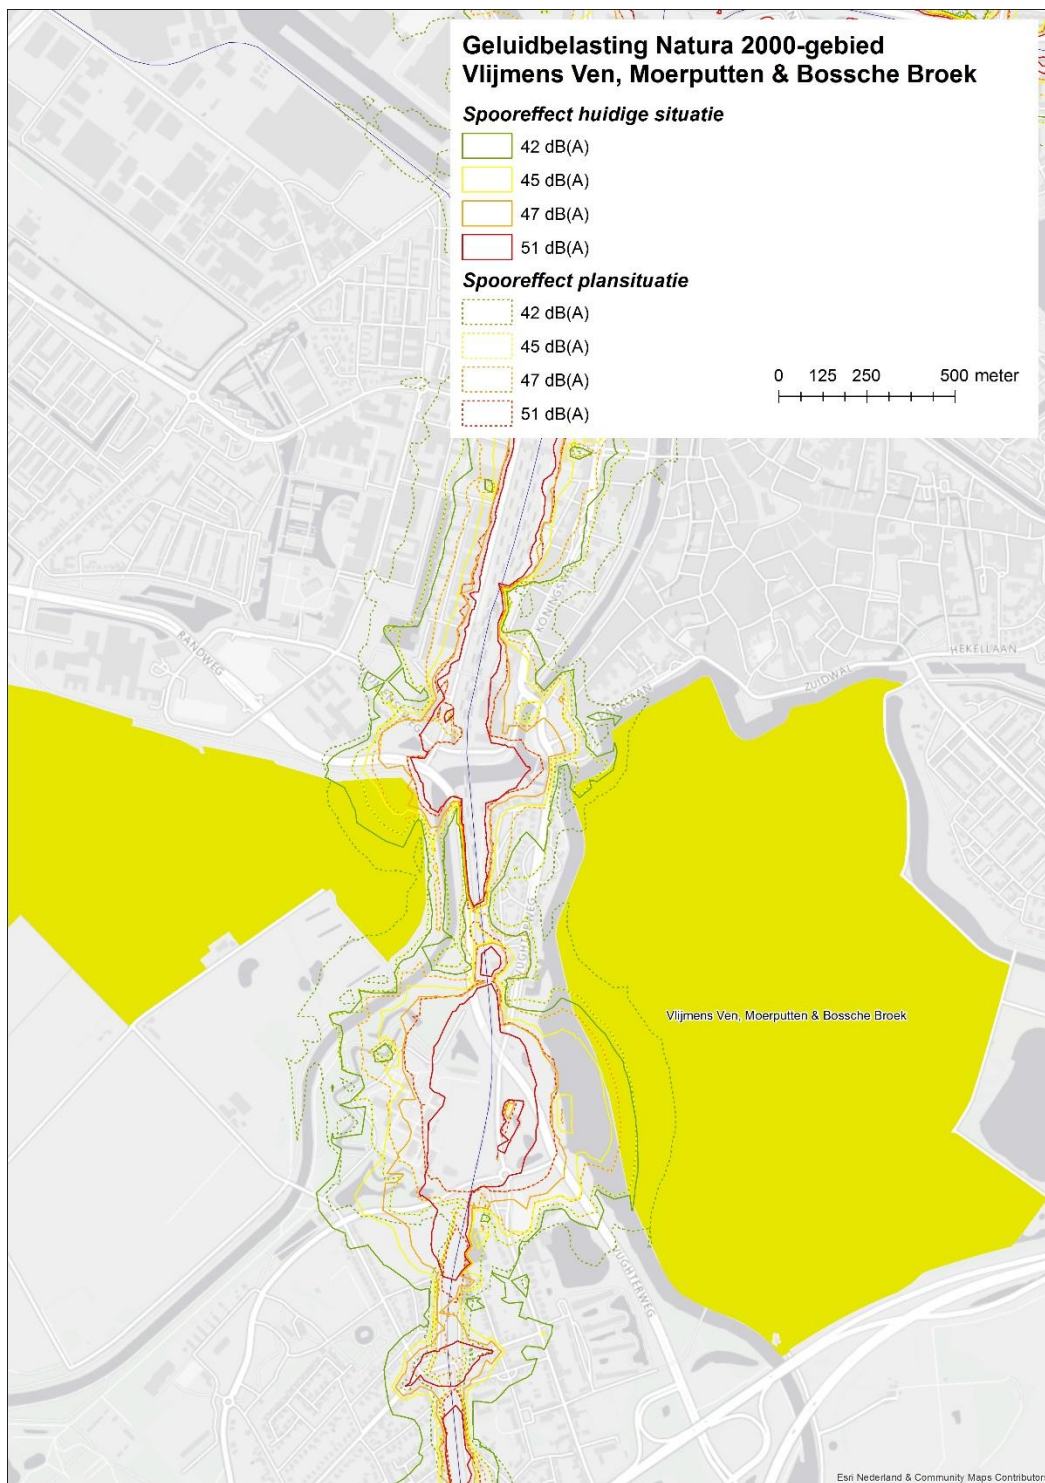 Geluidbelasting Natura 2000-gebied
Vlijmens Ven, Moerputten & Bossche Broek
Spooreffect huidige situatie
42 dB(A)
45 dB(A)
47 dB(A)
51 dB(A)
Spooreffect plansituatie
42 dB(A)
45 dB(A)
47 dB(A)
51 dB(A)
0 125 250 500 meter
RANDWEG
HEKELLAAN
ZUIDWAL
Vlijmens Ven, Moerputten & Bossche Broek
VUGHTERWEG
Esri Nederland & Community Maps Contributor